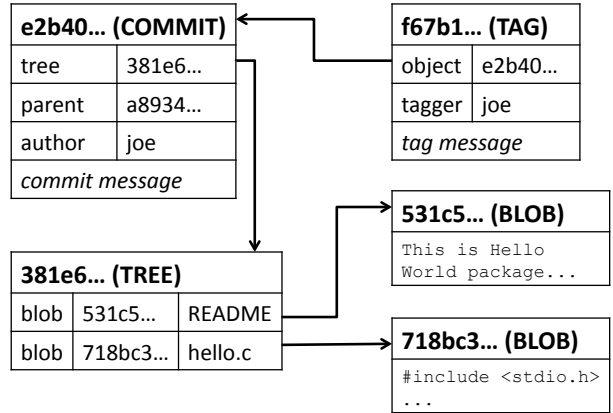 e2b40... (COMMIT)
tree 381e6...
parent a8934...
author joe
commit message
f67b1... (TAG)
object e2b40...
tagger joe
tag message
381e6... (TREE)
blob 531c5... README
blob 718bc3... hello.c
531c5... (BLOB)
This is Hello
World package...
718bc3... (BLOB)
#include <stdio.h>
...